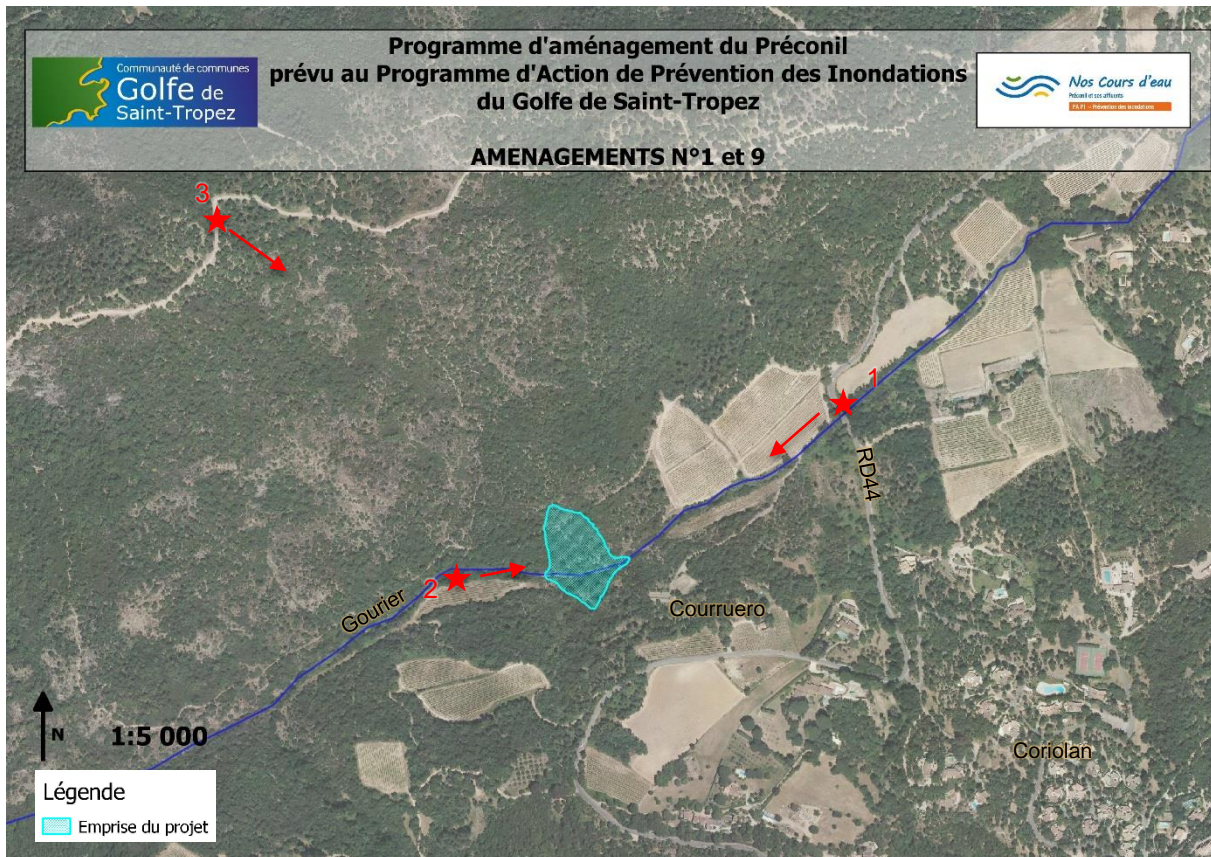 Communauté de communes
Golfe de
Saint-Tropez
Programme d'aménagement du Préconil
prévu au Programme d'Action de Prévention des Inondations
du Golfe de Saint-Tropez
AMENAGEMENTS N°1 et 9
Nos Cours d'eau
Préconil et ses affluents
PAPI - Prévention des inondations
3
1
RD44
2
Gourier
Courruero
Coriolan
N
1:5 000
Légende
Emprise du projet